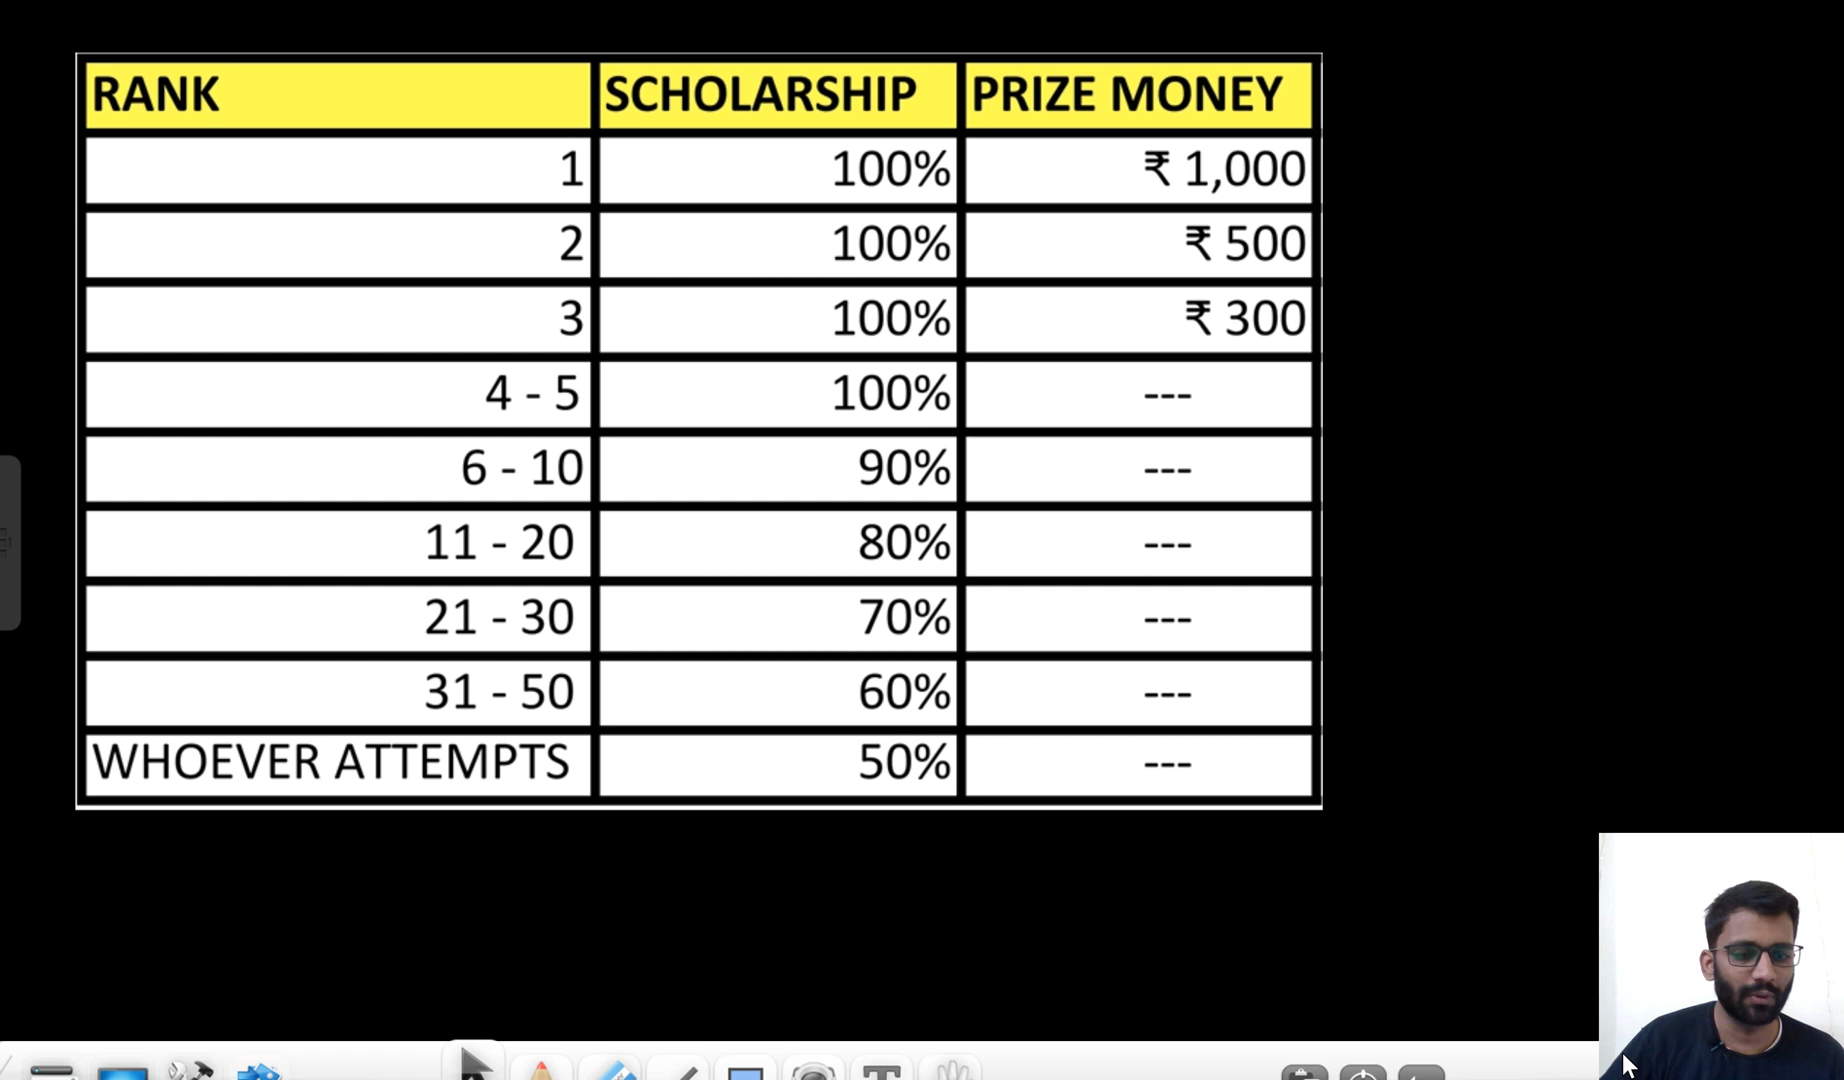 RANK SCHOLARSHIP PRIZE MONEY
1 100% ₹ 1,000
2 100% ₹ 500
3 100% ₹ 300
4 - 5 100% ---
6 - 10 90% ---
11 - 20 80% ---
21 - 30 70% ---
31 - 50 60% ---
WHOEVER ATTEMPTS 50% ---